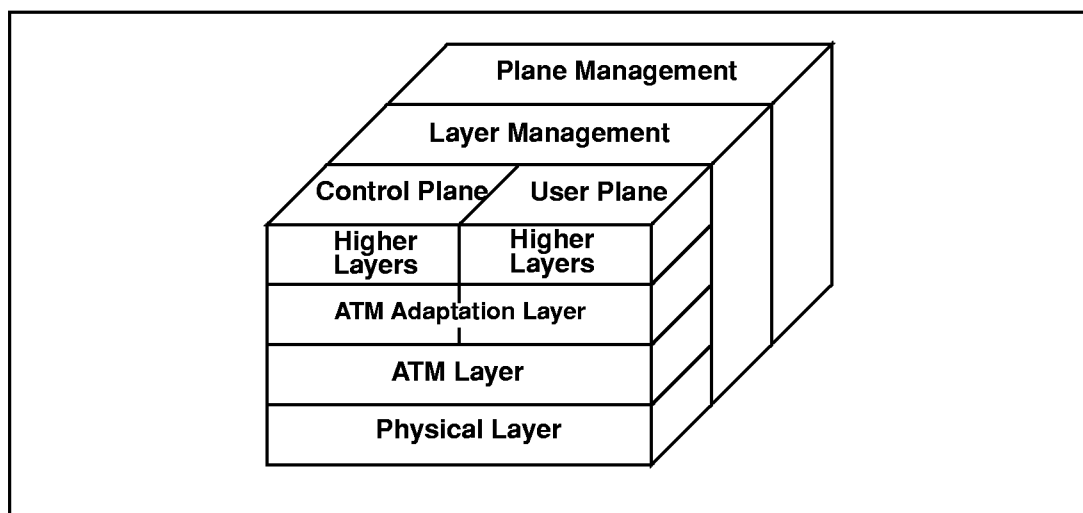 Plane Management
Layer Management
Control Plane
User Plane
Higher
Layers
Higher
Layers
ATM Adaptation Layer
ATM Layer
Physical Layer